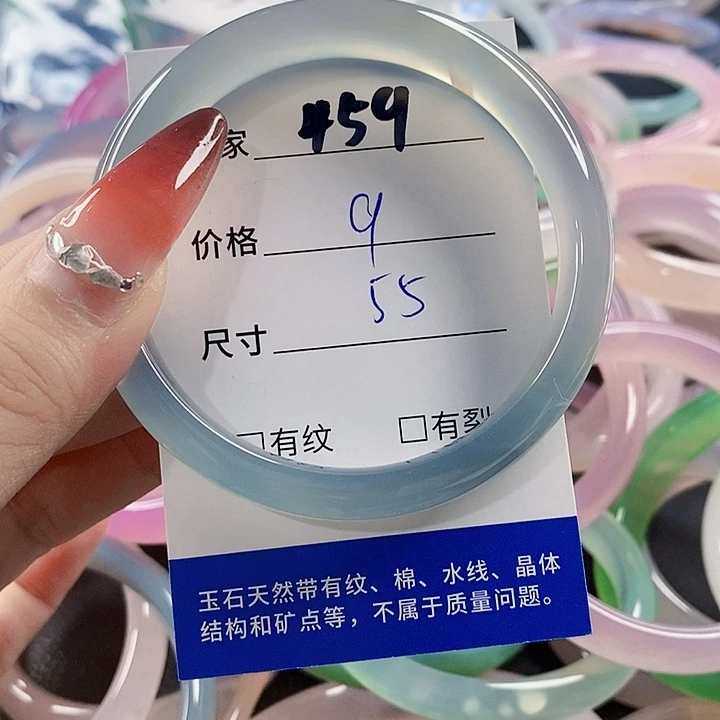 家 459
价格 9
尺寸 55
□有纹 □有裂
玉石天然带有纹、棉、水线、晶体
结构和矿点等，不属于质量问题。